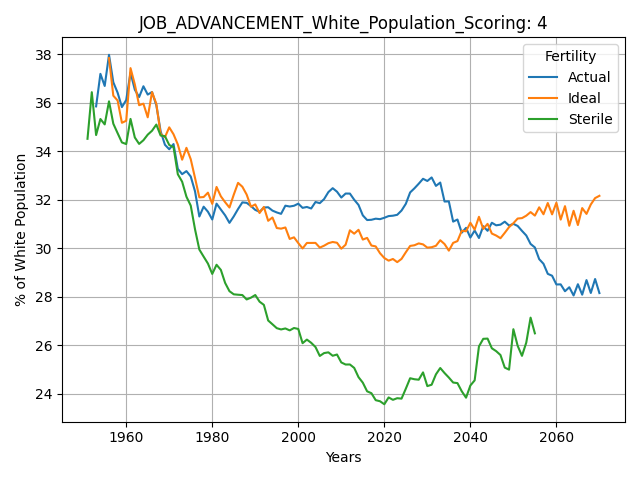 JOB_ADVANCEMENT_White_Population_Scoring: 4
Fertility
Actual
Ideal
Sterile
% of White Population
38
36
34
32
30
28
26
24
1960
1980
2000
2020
2040
2060
Years